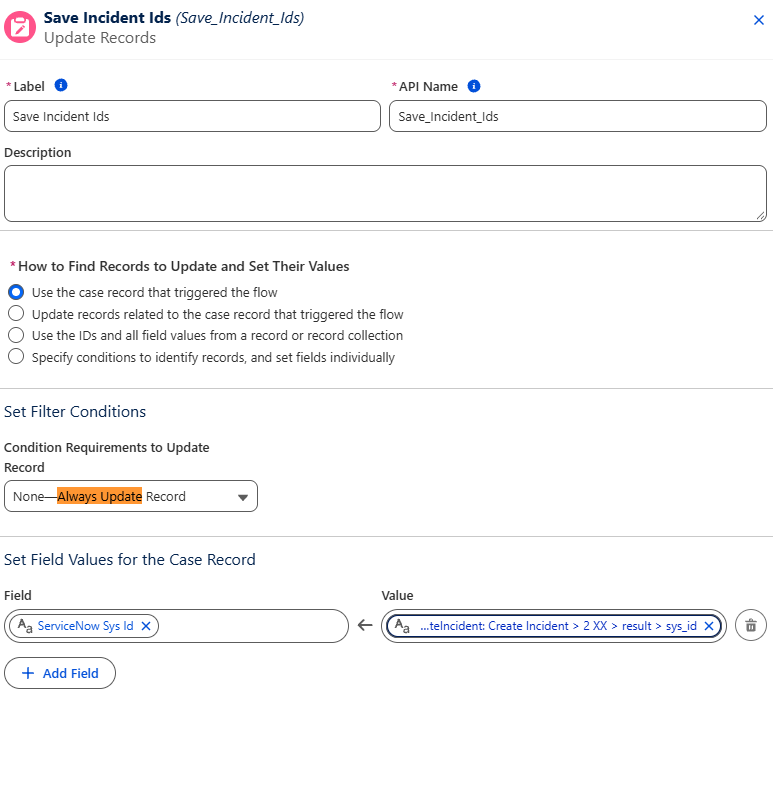 Save Incident Ids (Save_Incident_Ids)
Update Records
* Label
* API Name
Save Incident Ids
Save_Incident_Ids
Description
* How to Find Records to Update and Set Their Values
Use the case record that triggered the flow
Update records related to the case record that triggered the flow
Use the IDs and all field values from a record or record collection
Specify conditions to identify records, and set fields individually
Set Filter Conditions
Condition Requirements to Update
Record
None—Always Update Record
Set Field Values for the Case Record
Field
Value
Aa ServiceNow Sys Id
Aa ...teIncident: Create Incident > 2 XX > result > sys_id
+ Add Field